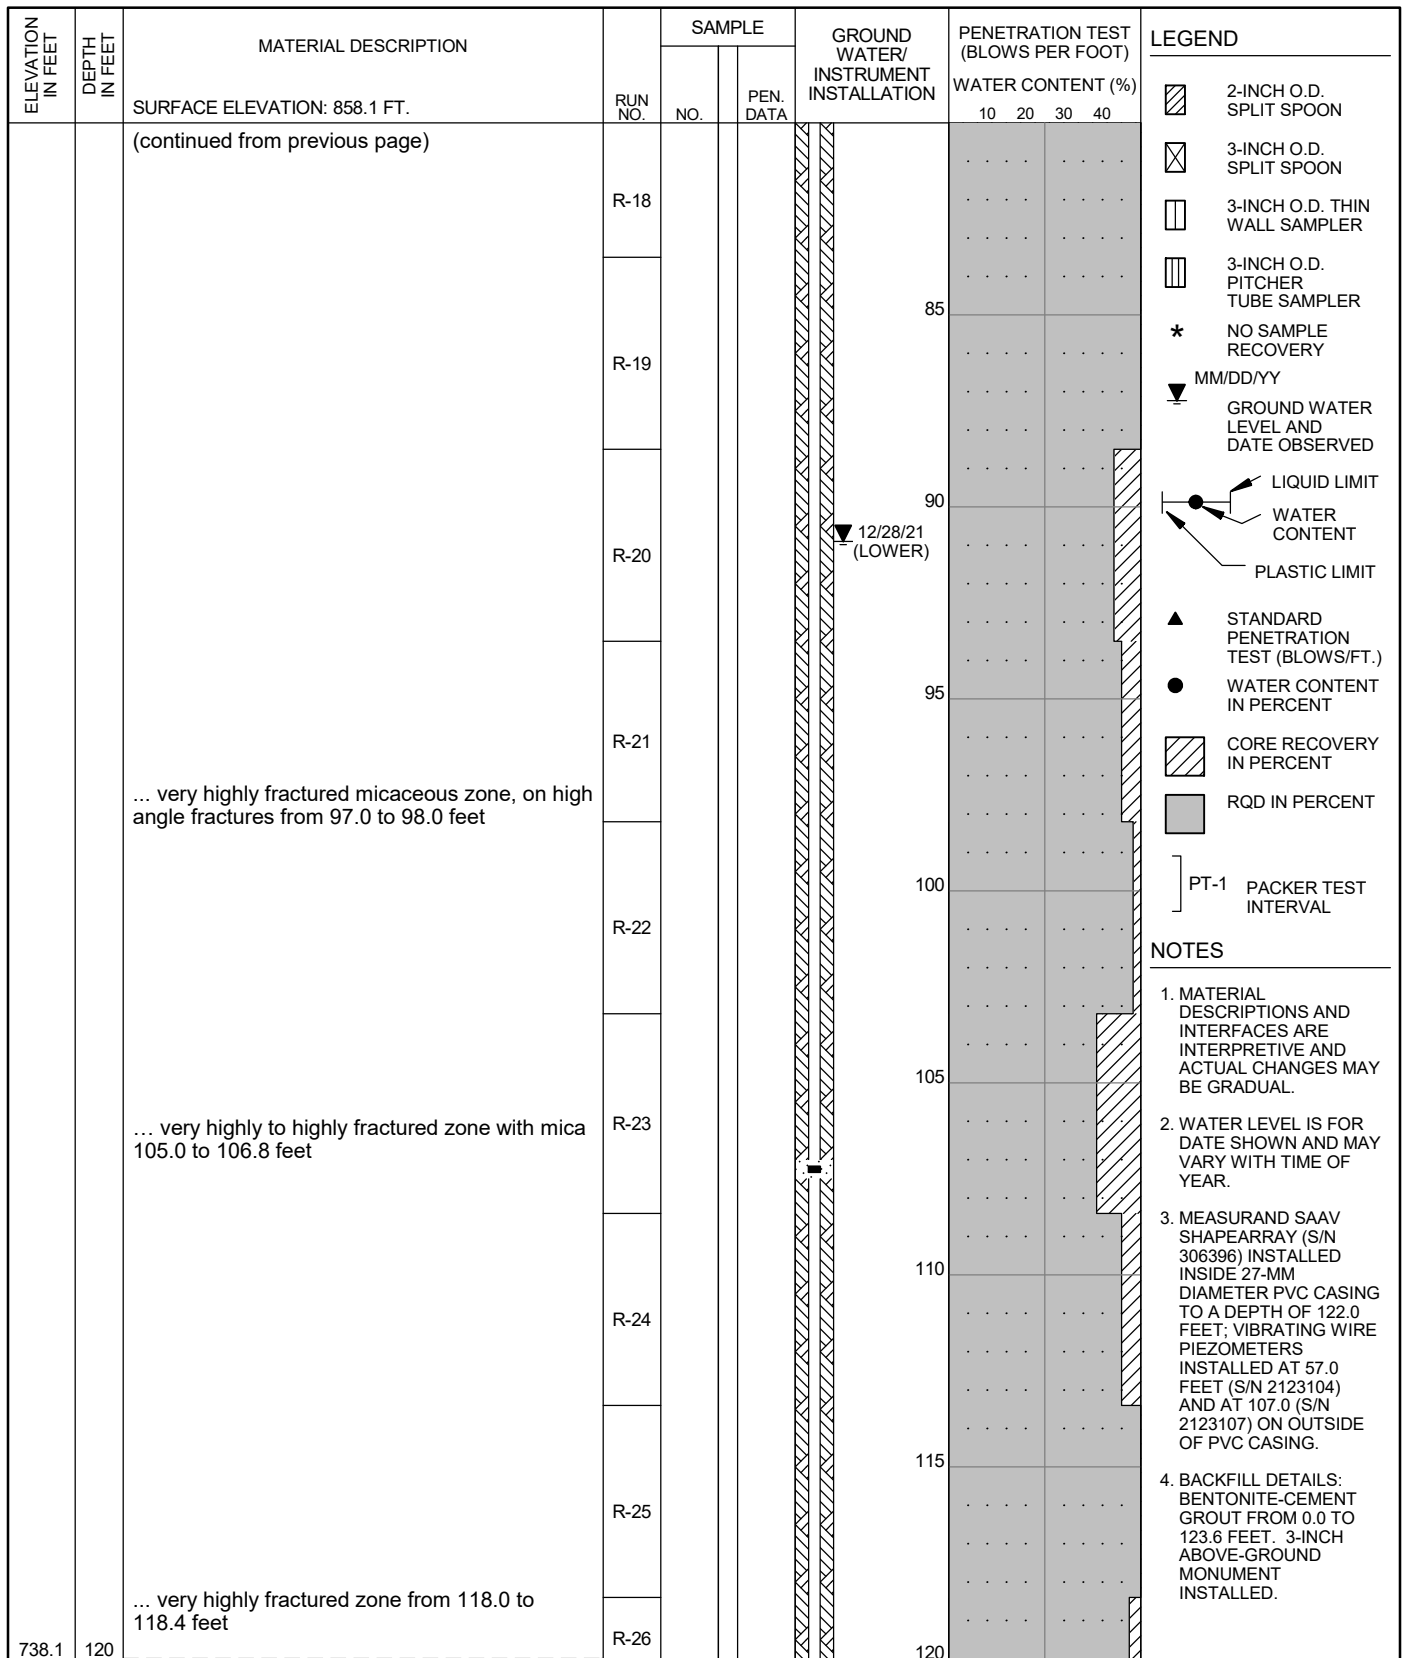 ELEVATION
IN FEET
DEPTH
IN FEET
MATERIAL DESCRIPTION
SURFACE ELEVATION: 858.1 FT.
RUN
NO.
SAMPLE
NO.
PEN.
DATA
GROUND
WATER/
INSTRUMENT
INSTALLATION
PENETRATION TEST
(BLOWS PER FOOT)
WATER CONTENT (%)
10 20 30 40
(continued from previous page)
R-18
85
R-19
90
12/28/21
(LOWER)
R-20
95
R-21
... very highly fractured micaceous zone, on high
angle fractures from 97.0 to 98.0 feet
100
R-22
105
R-23
... very highly to highly fractured zone with mica
105.0 to 106.8 feet
110
R-24
115
R-25
... very highly fractured zone from 118.0 to
118.4 feet
R-26
738.1 120
120
LEGEND
2-INCH O.D.
SPLIT SPOON
3-INCH O.D.
SPLIT SPOON
3-INCH O.D. THIN
WALL SAMPLER
3-INCH O.D.
PITCHER
TUBE SAMPLER
* NO SAMPLE
RECOVERY
MM/DD/YY
GROUND WATER
LEVEL AND
DATE OBSERVED
LIQUID LIMIT
WATER
CONTENT
PLASTIC LIMIT
STANDARD
PENETRATION
TEST (BLOWS/FT.)
WATER CONTENT
IN PERCENT
CORE RECOVERY
IN PERCENT
RQD IN PERCENT
PT-1 PACKER TEST
INTERVAL
NOTES
1. MATERIAL
DESCRIPTIONS AND
INTERFACES ARE
INTERPRETIVE AND
ACTUAL CHANGES MAY
BE GRADUAL.
2. WATER LEVEL IS FOR
DATE SHOWN AND MAY
VARY WITH TIME OF
YEAR.
3. MEASURAND SAAV
SHAPEARRAY (S/N
306396) INSTALLED
INSIDE 27-MM
DIAMETER PVC CASING
TO A DEPTH OF 122.0
FEET; VIBRATING WIRE
PIEZOMETERS
INSTALLED AT 57.0
FEET (S/N 2123104)
AND AT 107.0 (S/N
2123107) ON OUTSIDE
OF PVC CASING.
4. BACKFILL DETAILS:
BENTONITE-CEMENT
GROUT FROM 0.0 TO
123.6 FEET. 3-INCH
ABOVE-GROUND
MONUMENT
INSTALLED.